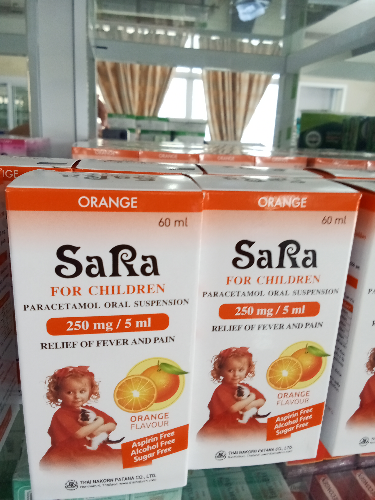 ORANGE
60 ml
SaRa
FOR CHILDREN
PARACETAMOL ORAL SUSPENSION
250 mg / 5 ml
RELIEF OF FEVER AND PAIN
ORANGE
FLAVOUR
Aspirin Free
Alcohol Free
Sugar Free
THAI NAKORN PATANA CO., LTD.
ORANGE
60 ml
SaRa
FOR CHILDREN
PARACETAMOL ORAL SUSPENSION
250 mg / 5 ml
RELIEF OF FEVER AND PAIN
ORANGE
FLAVOUR
Aspirin Free
Alcohol Free
Sugar Free
THAI NAKORN PATANA CO., LTD.